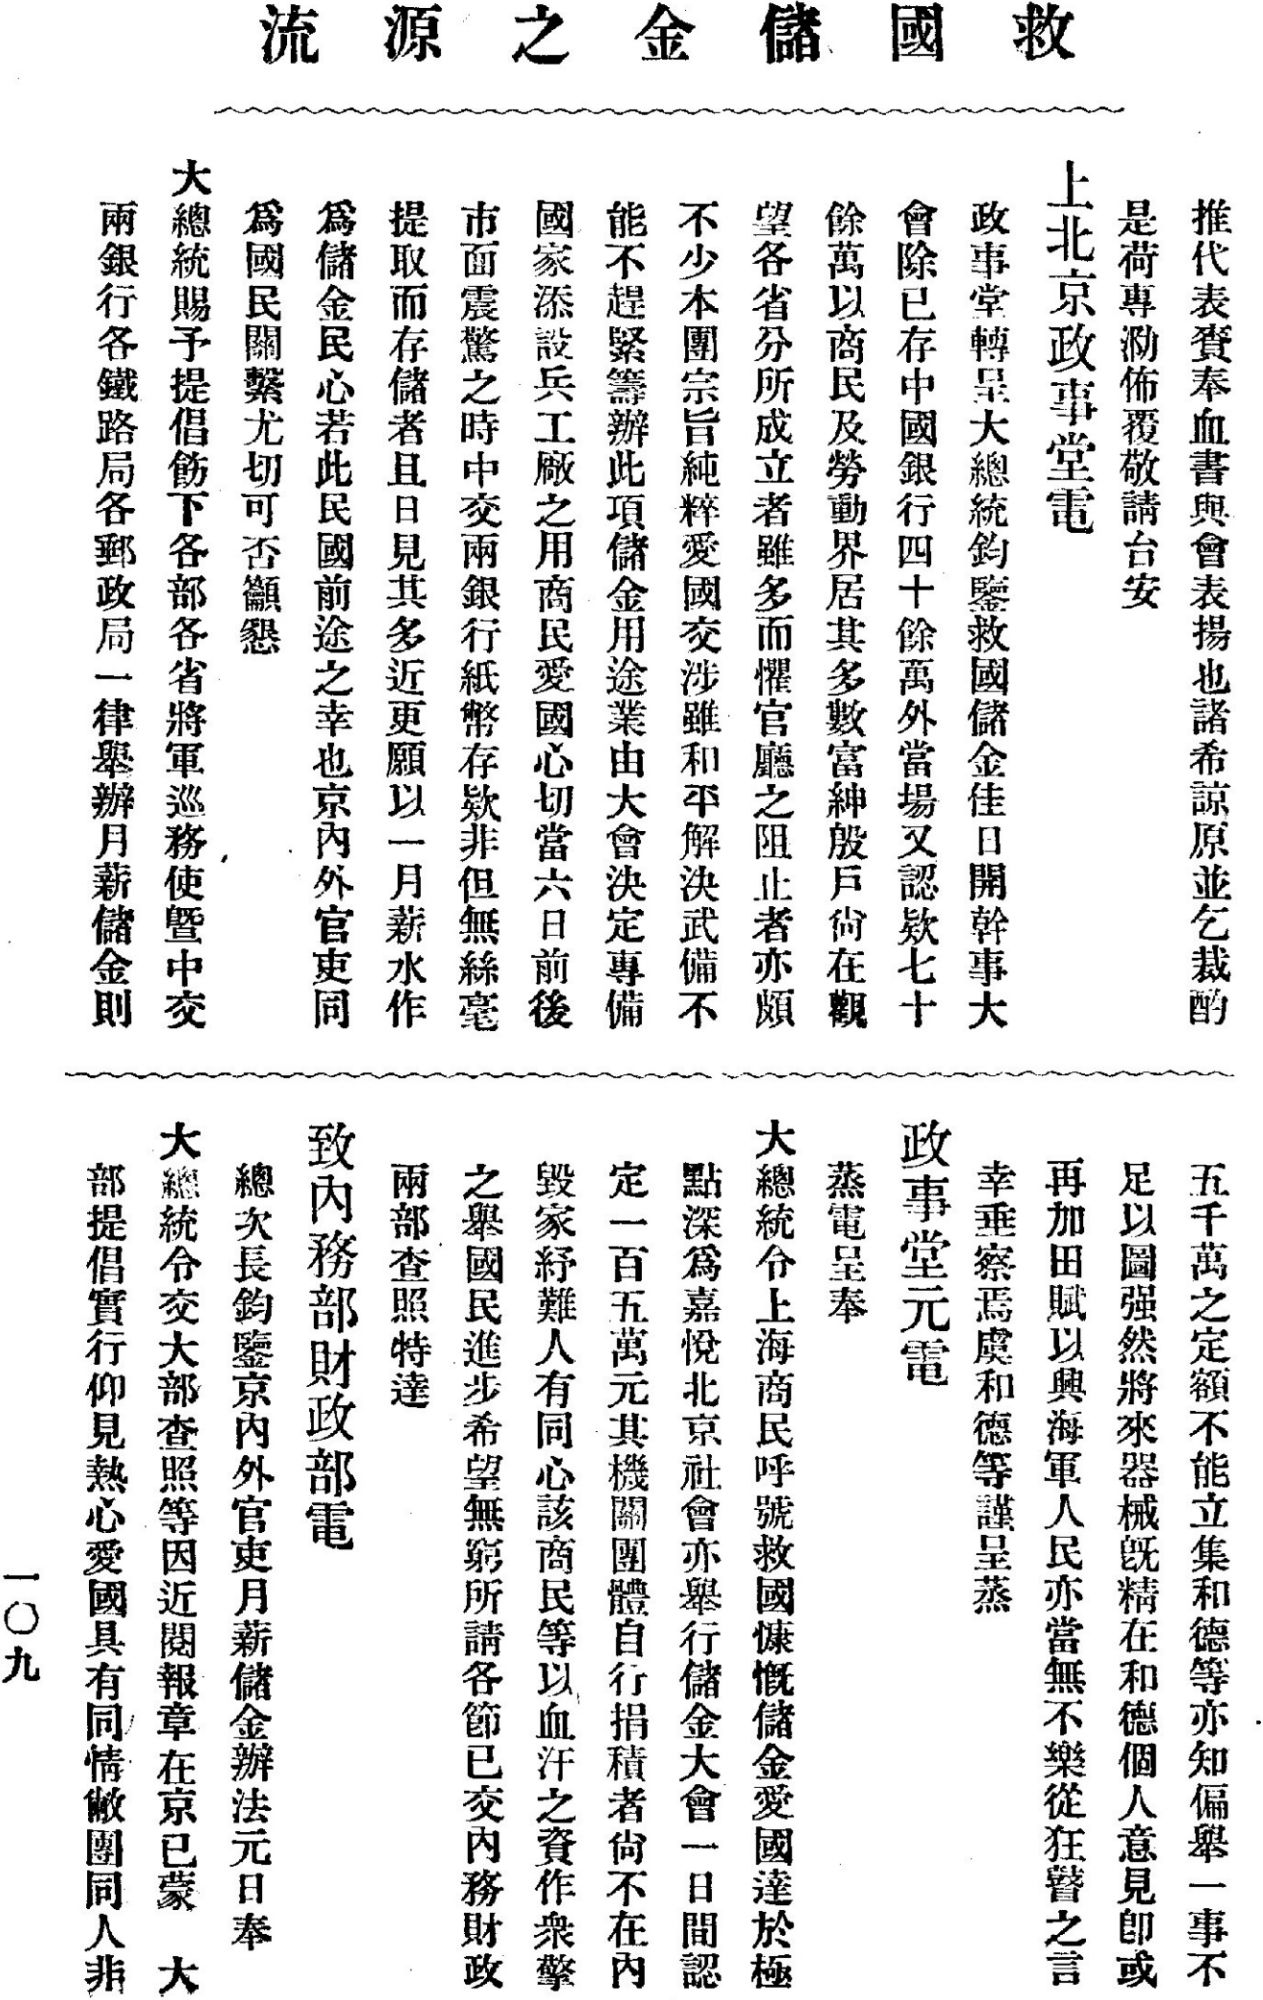 救國儲金之源流
推代表賫奉血書與會表揚也諸希諒原並乞裁酌
是荷專泐佈覆敬請台安
上北京政事堂電
政事堂轉呈大總統鈞鑒救國儲金佳日開幹事大
會除已存中國銀行四十餘萬外當場又認欵七十
餘萬以商民及勞動界居其多數富紳殷戶尙在觀
望各省分所成立者雖多而懼官廳之阻止者亦頗
不少本團宗旨純粹愛國交涉雖和平解決武備不
能不趕緊籌辦此項儲金用途業由大會決定專備
國家添設兵工廠之用商民愛國心切當六日前後
市面震驚之時中交兩銀行紙幣存欵非但無絲毫
提取而存儲者且日見其多近更願以一月薪水作
爲儲金民心若此民國前途之幸也京內外官吏同
爲國民關繫尤切可否籲懇
大總統賜予提倡飭下各部各省將軍巡務使曁中交
兩銀行各鐵路局各郵政局一律舉辦月薪儲金則
五千萬之定額不能立集和德等亦知偏舉一事不
足以圖强然將來器械旣精在和德個人意見卽或
再加田賦以興海軍人民亦當無不樂從狂瞽之言
幸垂察焉虞和德等謹呈蒸
政事堂元電
蒸電呈奉
大總統令上海商民呼號救國慷慨儲金愛國達於極
點深爲嘉悅北京社會亦舉行儲金大會一日間認
定一百五萬元其機關團體自行捐積者尙不在內
毀家紓難人有同心該商民等以血汗之資作衆擎
之舉國民進步希望無窮所請各節已交內務財政
兩部查照特達
致內務部財政部電
總次長鈞鑒京內外官吏月薪儲金辦法元日奉
大總統令交大部查照等因近閱報章在京已蒙　大
部提倡實行仰見熱心愛國具有同情敝團同人非
一〇九